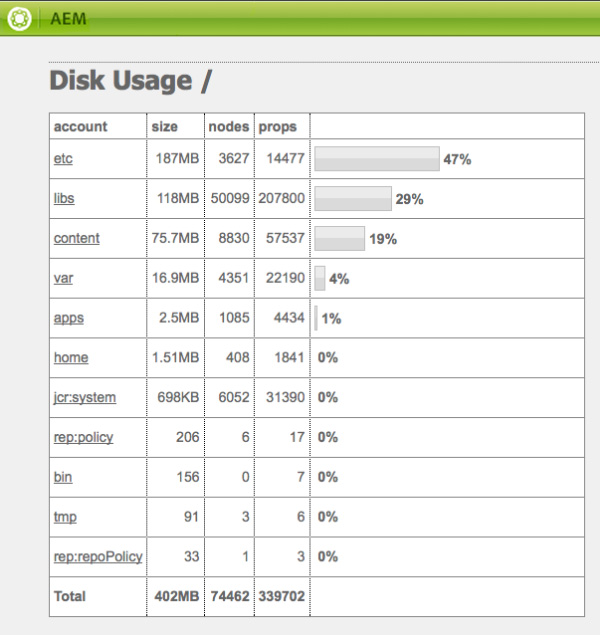 AEM
Disk Usage /
account size nodes props
etc 187MB 3627 14477 47%
libs 118MB 50099 207800 29%
content 75.7MB 8830 57537 19%
var 16.9MB 4351 22190 4%
apps 2.5MB 1085 4434 1%
home 1.51MB 408 1841 0%
jcr:system 698KB 6052 31390 0%
rep:policy 206 6 17 0%
bin 156 0 7 0%
tmp 91 3 6 0%
rep:repoPolicy 33 1 3 0%
Total 402MB 74462 339702